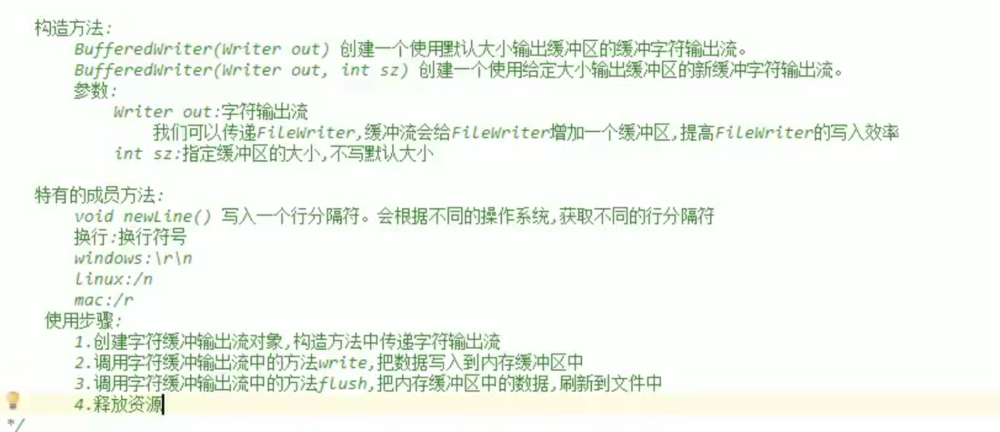 构造方法:
BufferedWriter(Writer out) 创建一个使用默认大小输出缓冲区的缓冲字符输出流。
BufferedWriter(Writer out, int sz) 创建一个使用给定大小输出缓冲区的新缓冲字符输出流。
参数:
Writer out:字符输出流
我们可以传递FileWriter,缓冲流会给FileWriter增加一个缓冲区,提高FileWriter的写入效率
int sz:指定缓冲区的大小,不写默认大小
特有的成员方法:
void newLine() 写入一个行分隔符。会根据不同的操作系统,获取不同的行分隔符
换行:换行符号
windows:\r\n
linux:/n
mac:/r
使用步骤:
1.创建字符缓冲输出流对象,构造方法中传递字符输出流
2.调用字符缓冲输出流中的方法write,把数据写入到内存缓冲区中
3.调用字符缓冲输出流中的方法flush,把内存缓冲区中的数据,刷新到文件中
4.释放资源
*/